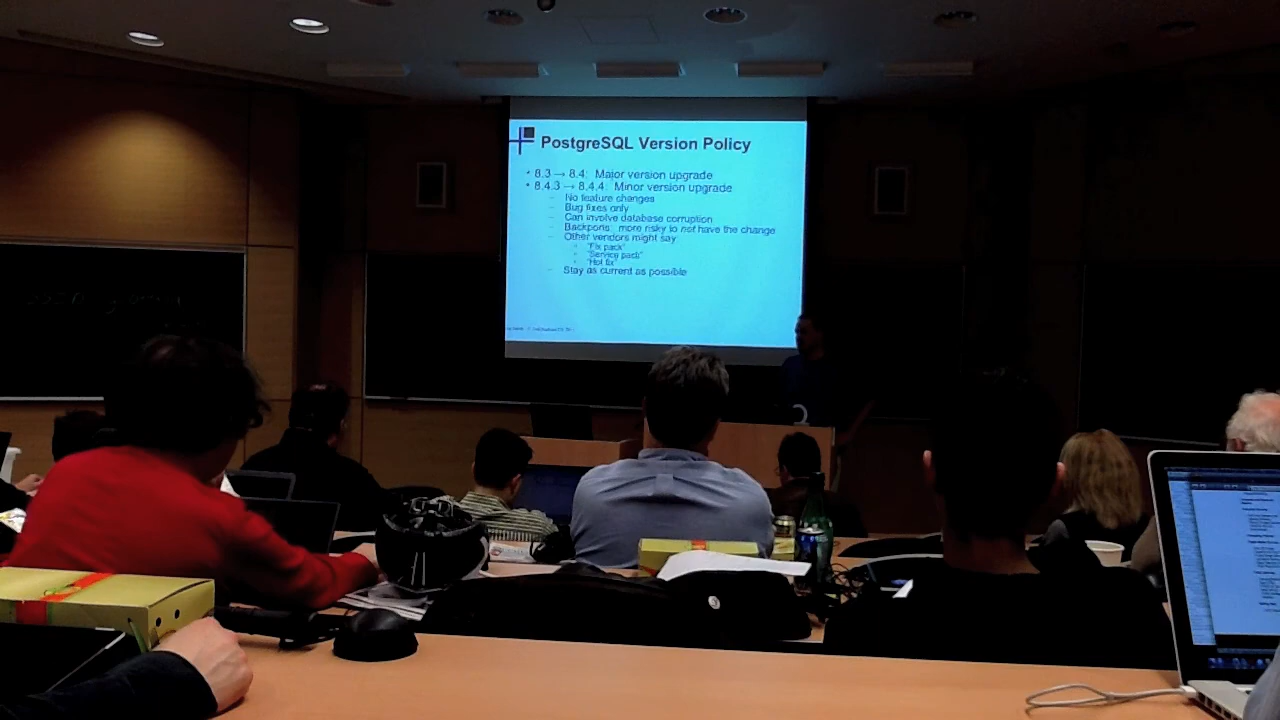 PostgreSQL Version Policy
• 8.3 → 8.4: Major version upgrade
• 8.4.3 → 8.4.4: Minor version upgrade
– No feature changes
– Bug fixes only
– Can involve database corruption
– Backports: more risky to not have the change
– Other vendors might say:
• "Fix pack"
• "Service pack"
• "Hot fix"
– Stay as current as possible